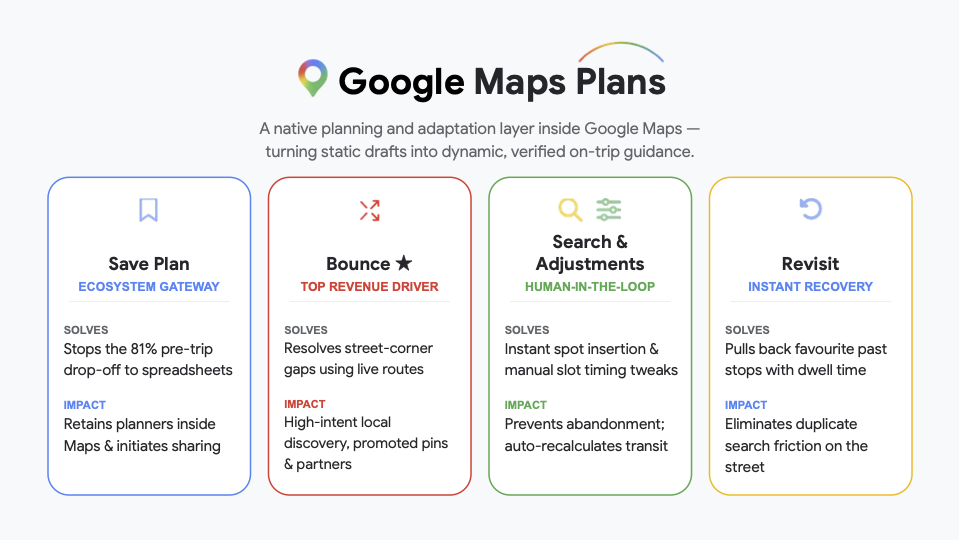 Google Maps Plans
A native planning and adaptation layer inside Google Maps —
turning static drafts into dynamic, verified on-trip guidance.
Save Plan
ECOSYSTEM GATEWAY
SOLVES
Stops the 81% pre-trip
drop-off to spreadsheets
IMPACT
Retains planners inside
Maps & initiates sharing
Bounce ★
TOP REVENUE DRIVER
SOLVES
Resolves street-corner
gaps using live routes
IMPACT
High-intent local
discovery, promoted pins
& partners
Search &
Adjustments
HUMAN-IN-THE-LOOP
SOLVES
Instant spot insertion &
manual slot timing tweaks
IMPACT
Prevents abandonment;
auto-recalculates transit
Revisit
INSTANT RECOVERY
SOLVES
Pulls back favourite past
stops with dwell time
IMPACT
Eliminates duplicate
search friction on the
street